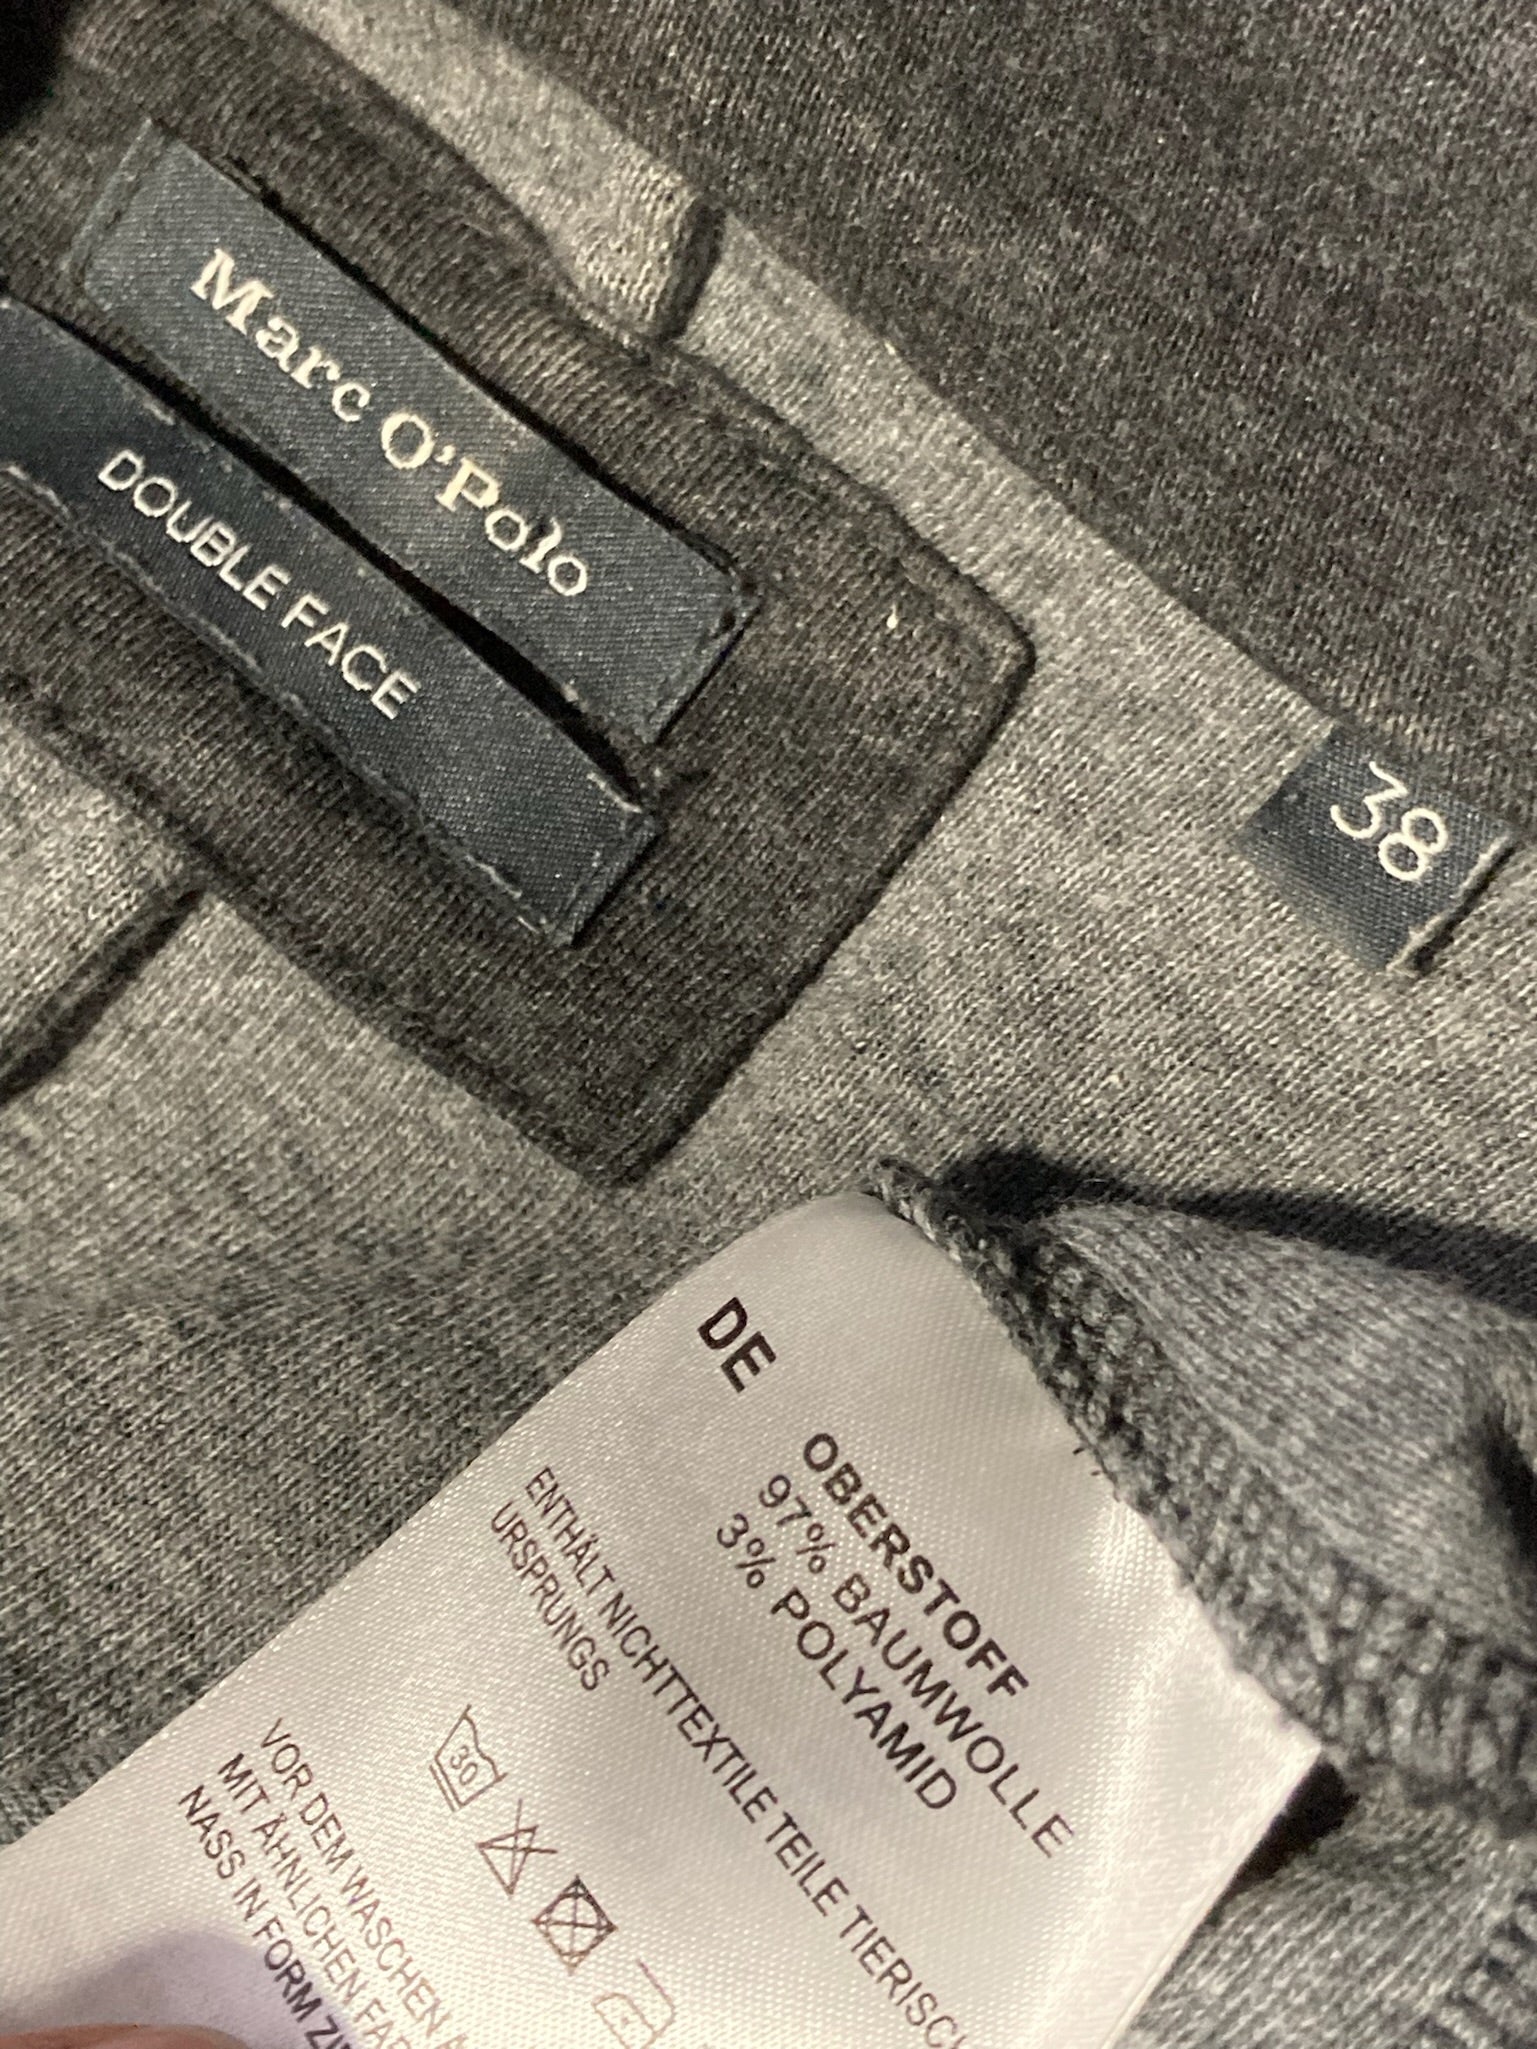 Marc O'Polo
DOUBLE FACE
38
DE
OBERSTOFF
97% BAUMWOLLE
3% POLYAMID
ENTHÄLT NICHTTEXTILE TEILE
URSPRUNGS
30
VOR DEM WASCHEN
MIT ÄHNLICHEN
NASS IN FORM